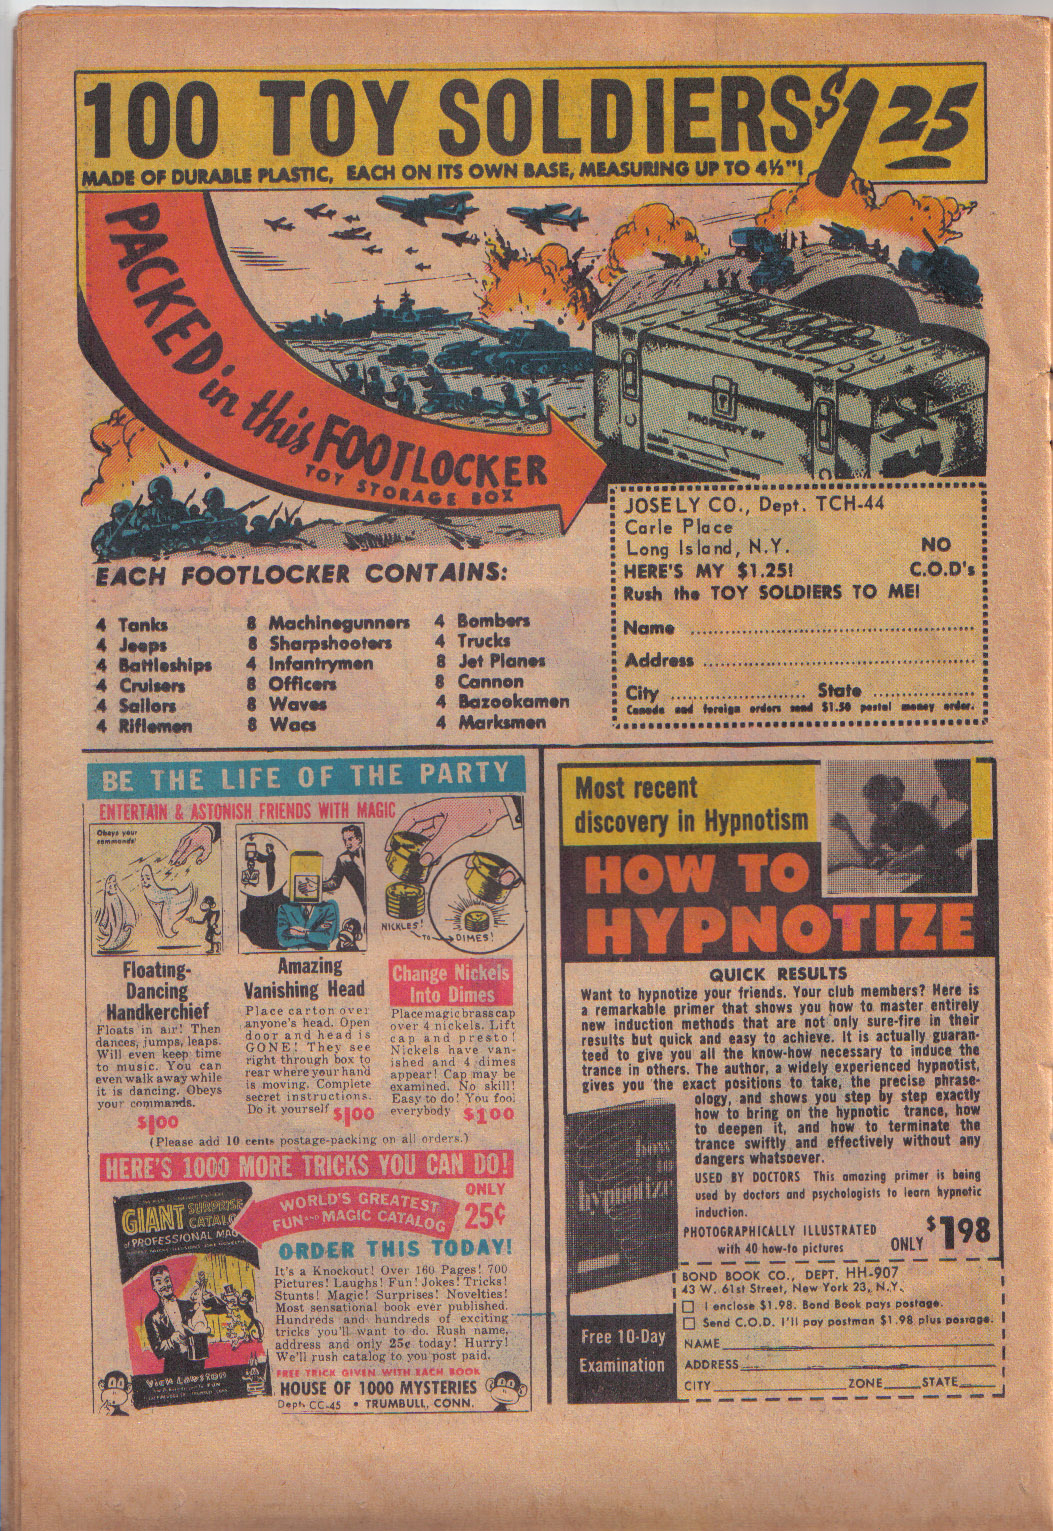 100 TOY SOLDIERS $1.25
MADE OF DURABLE PLASTIC, EACH ON ITS OWN BASE, MEASURING UP TO 4½"!
PACKED in this FOOTLOCKER
TOY STORAGE BOX
PROPERTY OF
EACH FOOTLOCKER CONTAINS:
4 Tanks
4 Jeeps
4 Battleships
4 Cruisers
4 Sailors
4 Riflemen
8 Machinegunners
8 Sharpshooters
4 Infantrymen
8 Officers
8 Waves
8 Wacs
4 Bombers
4 Trucks
8 Jet Planes
8 Cannon
4 Bazookamen
4 Marksmen
JOSELY CO., Dept. TCH-44
Carle Place
Long Island, N.Y. NO
HERE'S MY $1.25! C.O.D's
Rush the TOY SOLDIERS TO ME!
Name
Address
City State
Canada and foreign orders send $1.50 postal money order.
BE THE LIFE OF THE PARTY
ENTERTAIN & ASTONISH FRIENDS WITH MAGIC
Obeys your
commands!
NICKLES! TO DIMES!
Floating-
Dancing
Handkerchief
Floats in air! Then
dances, jumps, leaps.
Will even keep time
to music. You can
even walk away while
it is dancing. Obeys
your commands.
$1.00
Amazing
Vanishing Head
Place carton over
anyone's head. Open
door and head is
GONE! They see
right through box to
rear where your hand
is moving. Complete
secret instructions.
Do it yourself $1.00
Change Nickels
Into Dimes
Place magic brass cap
over 4 nickels. Lift
cap and presto!
Nickels have van-
ished and 4 dimes
appear! Cap may be
examined. No skill!
Easy to do! You fool
everybody $1.00
(Please add 10 cents postage-packing on all orders.)
HERE'S 1000 MORE TRICKS YOU CAN DO!
GIANT SURPRISE
CATALOG
of PROFESSIONAL MAGIC
WORLD'S GREATEST
FUN AND MAGIC CATALOG
ONLY
25¢
ORDER THIS TODAY!
It's a Knockout! Over 160 Pages! 700
Pictures! Laughs! Fun! Jokes! Tricks!
Stunts! Magic! Surprises! Novelties!
Most sensational book ever published.
Hundreds and hundreds of exciting
tricks you'll want to do. Rush name,
address and only 25¢ today! Hurry!
We'll rush catalog to you post paid.
FREE TRICK GIVEN WITH EACH BOOK
HOUSE OF 1000 MYSTERIES
Dept. CC-45 • TRUMBULL, CONN.
Most recent
discovery in Hypnotism
HOW TO
HYPNOTIZE
QUICK RESULTS
Want to hypnotize your friends. Your club members? Here is
a remarkable primer that shows you how to master entirely
new induction methods that are not only sure-fire in their
results but quick and easy to achieve. It is actually guaran-
teed to give you all the know-how necessary to induce the
trance in others. The author, a widely experienced hypnotist,
gives you the exact positions to take, the precise phrase-
ology, and shows you step by step exactly
how to bring on the hypnotic trance, how
to deepen it, and how to terminate the
trance swiftly and effectively without any
dangers whatsoever.
USED BY DOCTORS This amazing primer is being
used by doctors and psychologists to learn hypnotic
induction.
PHOTOGRAPHICALLY ILLUSTRATED
with 40 how-to pictures ONLY $1.98
how
to
hypnotize
Free 10-Day
Examination
BOND BOOK CO., DEPT. HH-907
43 W. 61st Street, New York 23, N.Y.
I enclose $1.98. Bond Book pays postage.
Send C.O.D. I'll pay postman $1.98 plus postage.
NAME
ADDRESS
CITY ZONE STATE